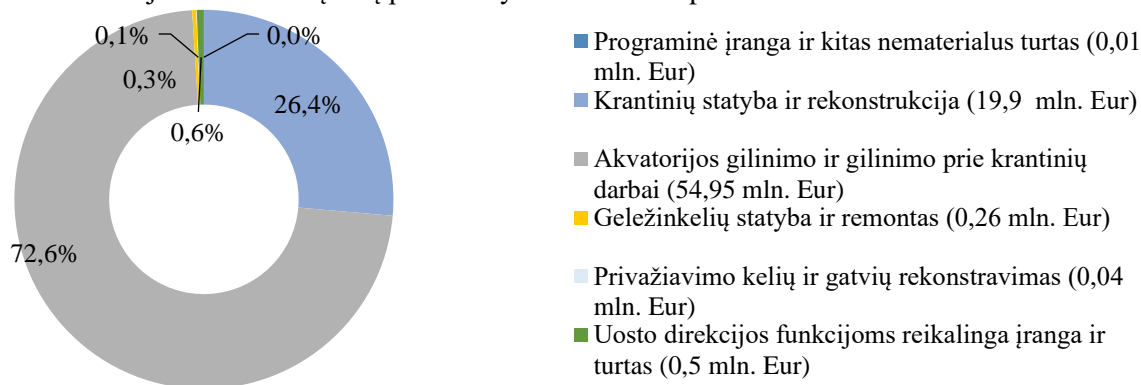 0,1%
0,0%
0,3%
26,4%
0,6%
72,6%
Programinė įranga ir kitas nematerialus turtas (0,01
mln. Eur)
Krantinių statyba ir rekonstrukcija (19,9 mln. Eur)
Akvatorijos gilinimo ir gilinimo prie krantinių
darbai (54,95 mln. Eur)
Geležinkelių statyba ir remontas (0,26 mln. Eur)
Privažiavimo kelių ir gatvių rekonstravimas (0,04
mln. Eur)
Uosto direkcijos funkcijoms reikalinga įranga ir
turtas (0,5 mln. Eur)